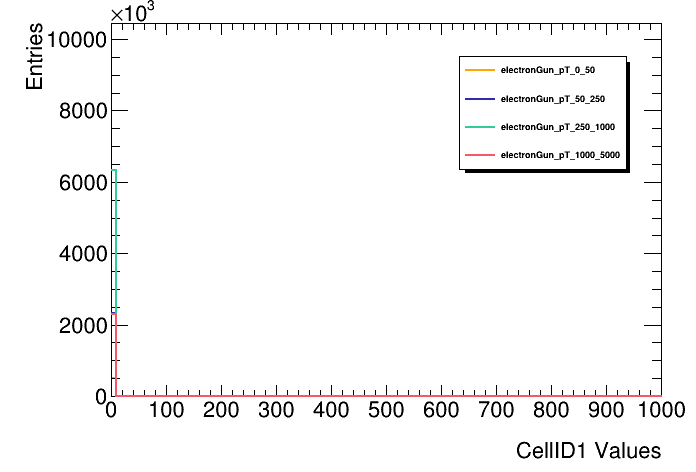 ×10³
Entries
10000
8000
6000
4000
2000
0
0 100 200 300 400 500 600 700 800 900 1000
CellID1 Values
electronGun_pT_0_50
electronGun_pT_50_250
electronGun_pT_250_1000
electronGun_pT_1000_5000